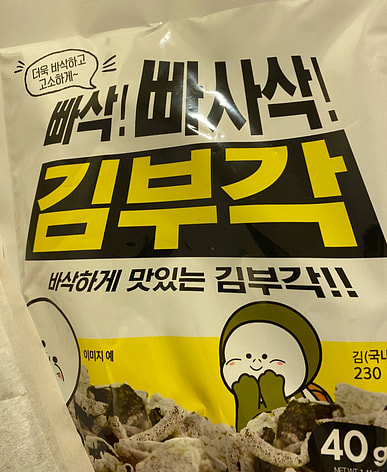 더욱 바삭하고
고소하게~
빠삭! 빠사삭!
김부각
바삭하게 맛있는 김부각!!
이미지 예
김(국내
230
40g